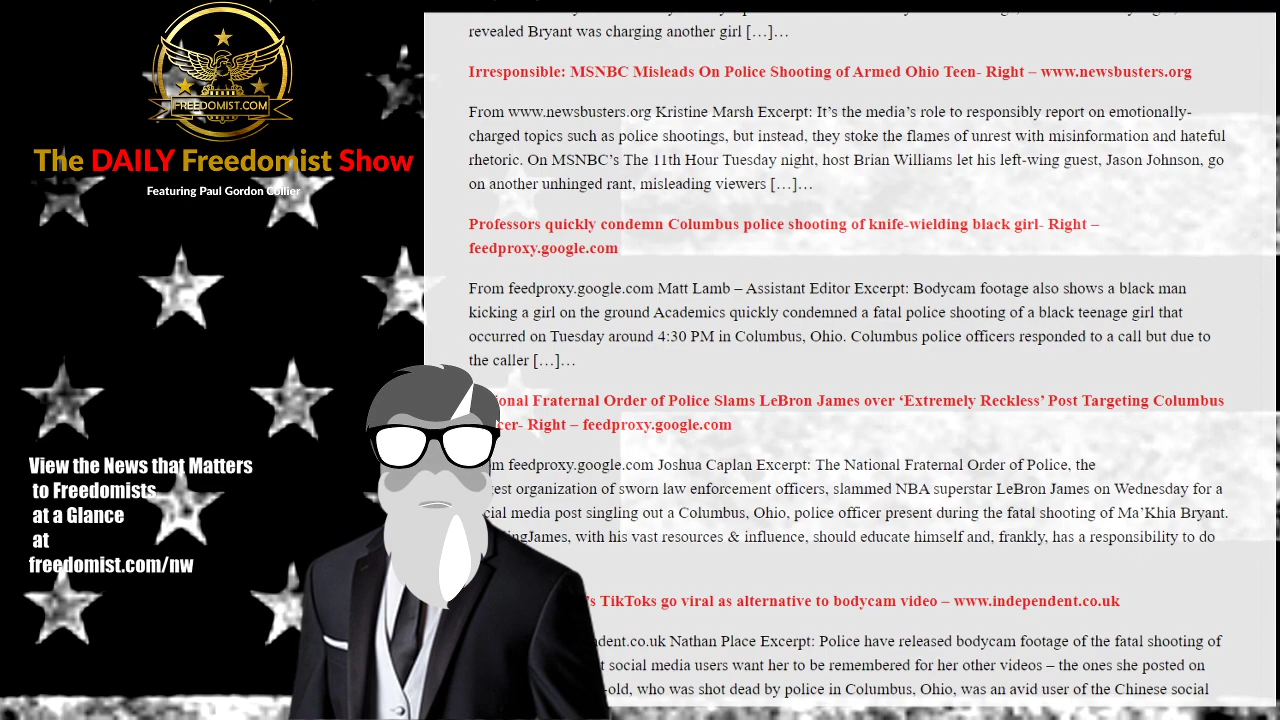 FREEDOMIST.COM
The DAILY Freedomist Show
Featuring Paul Gordon Collier
View the News that Matters
to Freedomists
at a Glance
at
freedomist.com/nw
revealed Bryant was charging another girl […]…
Irresponsible: MSNBC Misleads On Police Shooting of Armed Ohio Teen- Right – www.newsbusters.org
From www.newsbusters.org Kristine Marsh Excerpt: It’s the media’s role to responsibly report on emotionally-
charged topics such as police shootings, but instead, they stoke the flames of unrest with misinformation and hateful
rhetoric. On MSNBC’s The 11th Hour Tuesday night, host Brian Williams let his left-wing guest, Jason Johnson, go
on another unhinged rant, misleading viewers […]…
Professors quickly condemn Columbus police shooting of knife-wielding black girl- Right –
feedproxy.google.com
From feedproxy.google.com Matt Lamb – Assistant Editor Excerpt: Bodycam footage also shows a black man
kicking a girl on the ground Academics quickly condemned a fatal police shooting of a black teenage girl that
occurred on Tuesday around 4:30 PM in Columbus, Ohio. Columbus police officers responded to a call but due to
the caller […]…
onal Fraternal Order of Police Slams LeBron James over ‘Extremely Reckless’ Post Targeting Columbus
cer- Right – feedproxy.google.com
m feedproxy.google.com Joshua Caplan Excerpt: The National Fraternal Order of Police, the
est organization of sworn law enforcement officers, slammed NBA superstar LeBron James on Wednesday for a
cial media post singling out a Columbus, Ohio, police officer present during the fatal shooting of Ma’Khia Bryant.
ngJames, with his vast resources & influence, should educate himself and, frankly, has a responsibility to do
’s TikToks go viral as alternative to bodycam video – www.independent.co.uk
dent.co.uk Nathan Place Excerpt: Police have released bodycam footage of the fatal shooting of
t social media users want her to be remembered for her other videos – the ones she posted on
-old, who was shot dead by police in Columbus, Ohio, was an avid user of the Chinese social